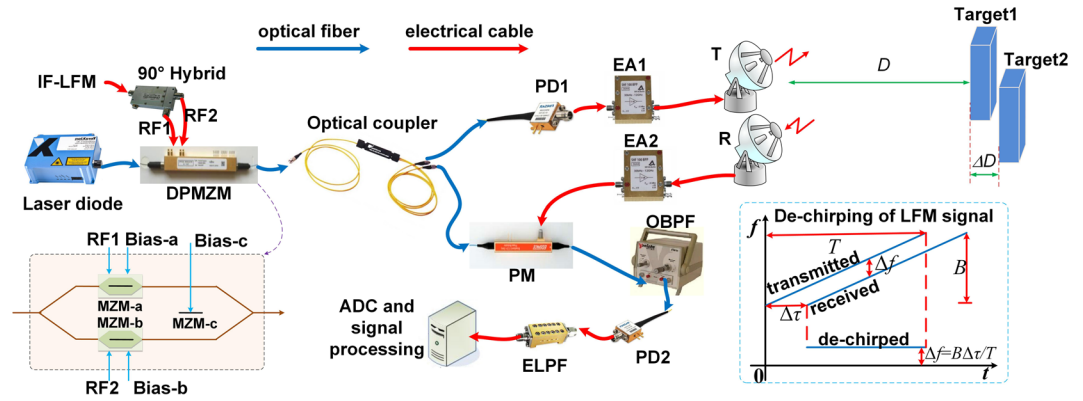 optical fiber
electrical cable
Target1
Target2
IF-LFM
90° Hybrid
RF1
RF2
Laser diode
DPMZM
Optical coupler
PD1
EA1
EA2
T
R
D
ΔD
PM
OBPF
PD2
ELPF
ADC and
signal
processing
RF1 Bias-a
Bias-c
MZM-a
MZM-b
MZM-c
RF2 Bias-b
De-chirping of LFM signal
f
T
transmitted
Δf
B
received
Δτ
de-chirped
Δf=BΔτ/T
0
t